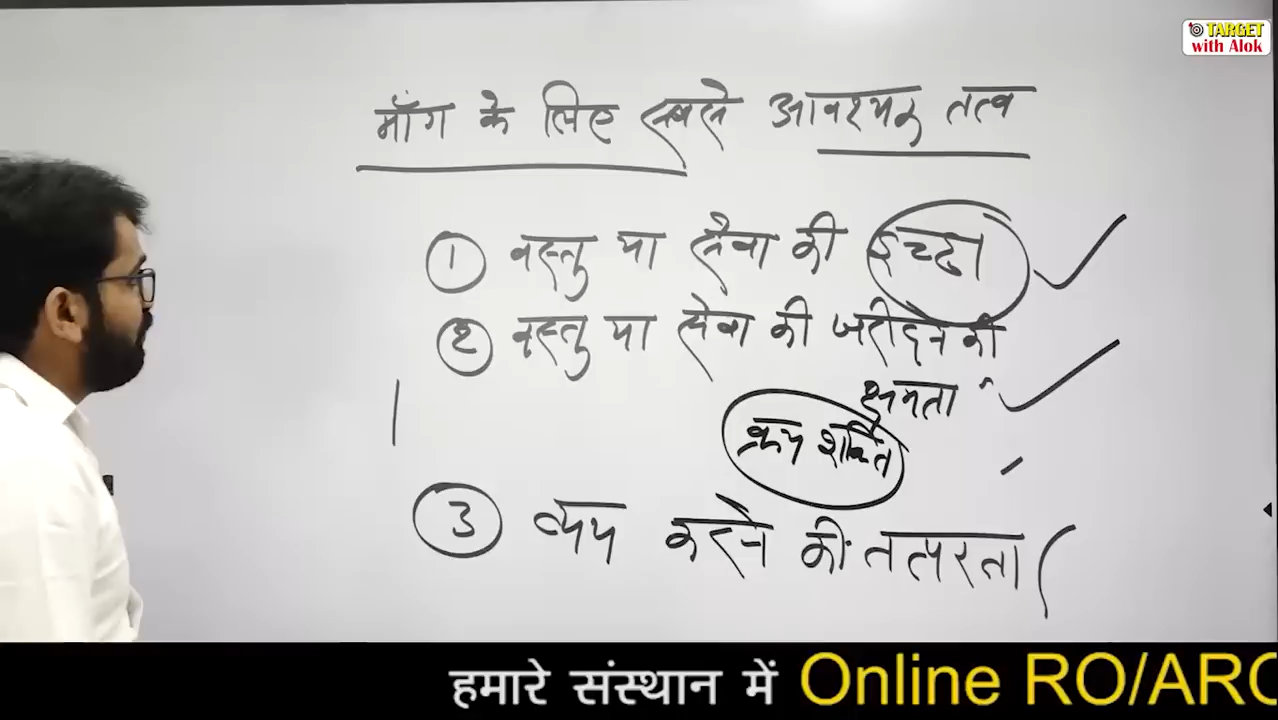 TARGET
with Alok
माँग के लिए सबसे आवश्यक तत्व
① वस्तु या सेवा की इच्छा
② वस्तु या सेवा की खरीदने की
क्षमता
क्रय शक्ति
③ व्यय करने की तत्परता (
हमारे संस्थान में Online RO/ARO